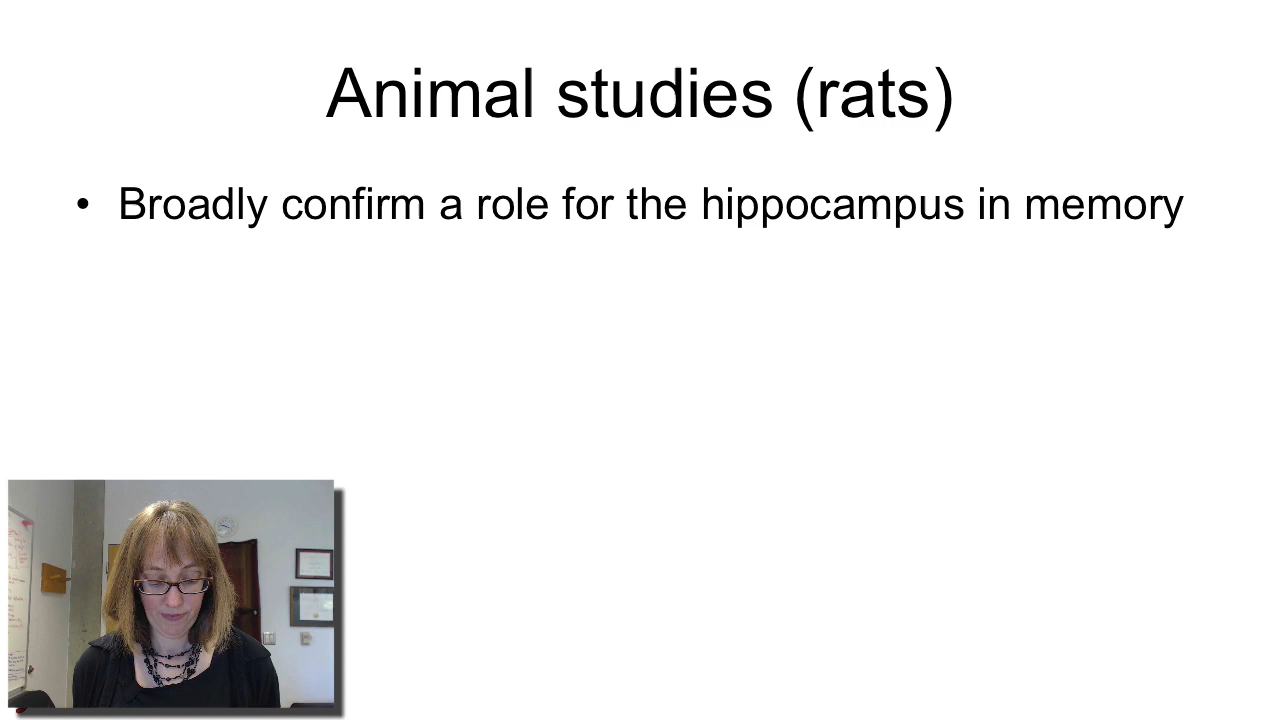 Animal studies (rats)
• Broadly confirm a role for the hippocampus in memory